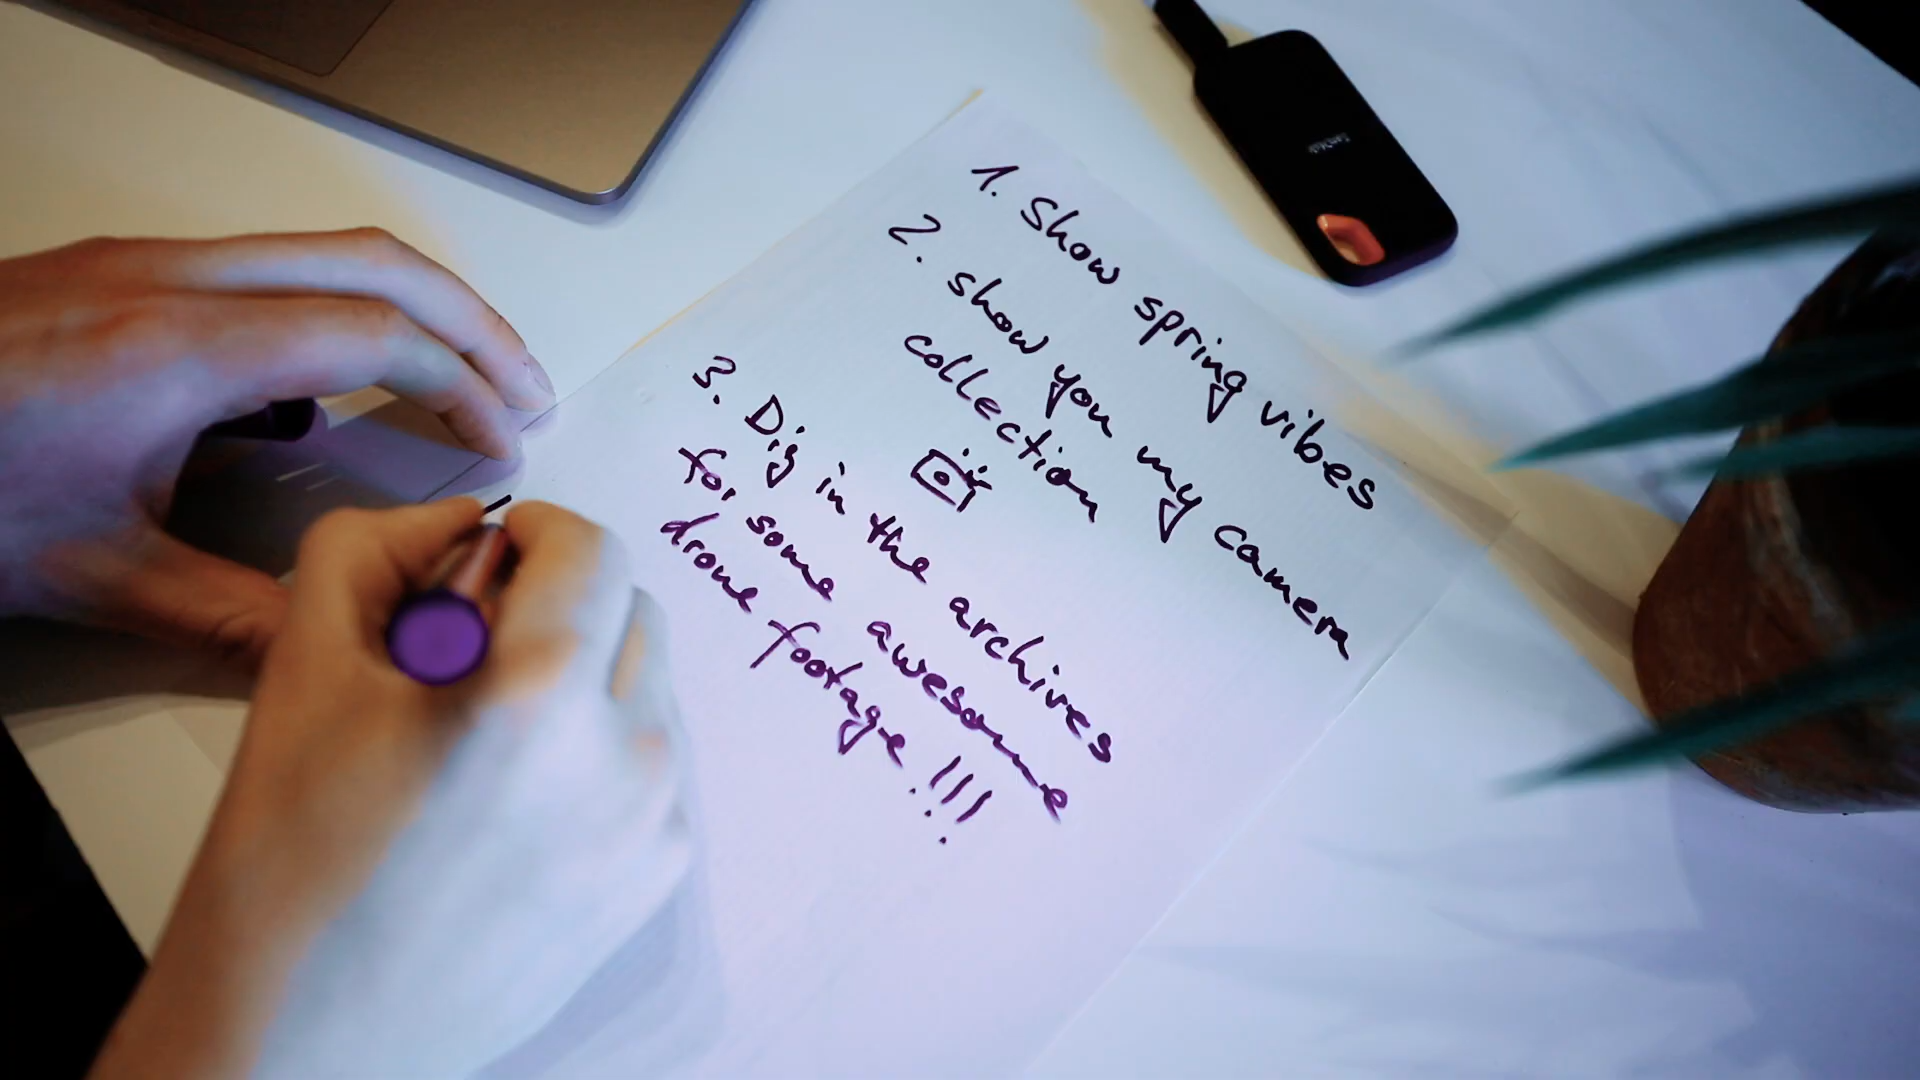 1. Show spring vibes
2. show you my camera
collection
3. Dig in the archives
for some awesome
drone footage !!!
SanDisk